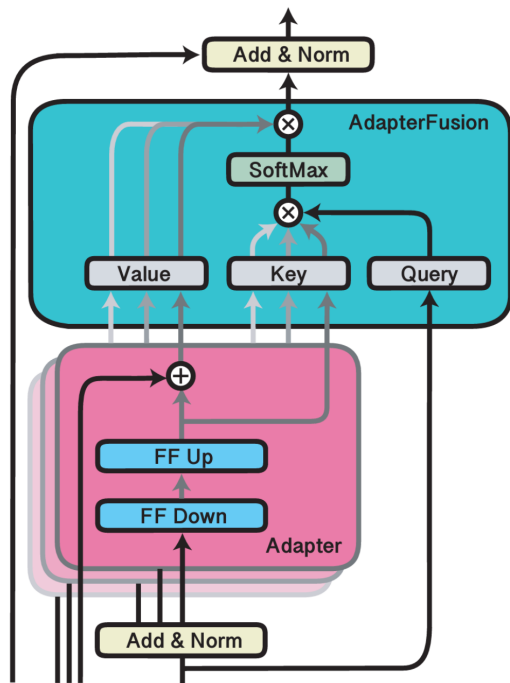 Add & Norm
AdapterFusion
SoftMax
Value
Key
Query
FF Up
FF Down
Adapter
Add & Norm